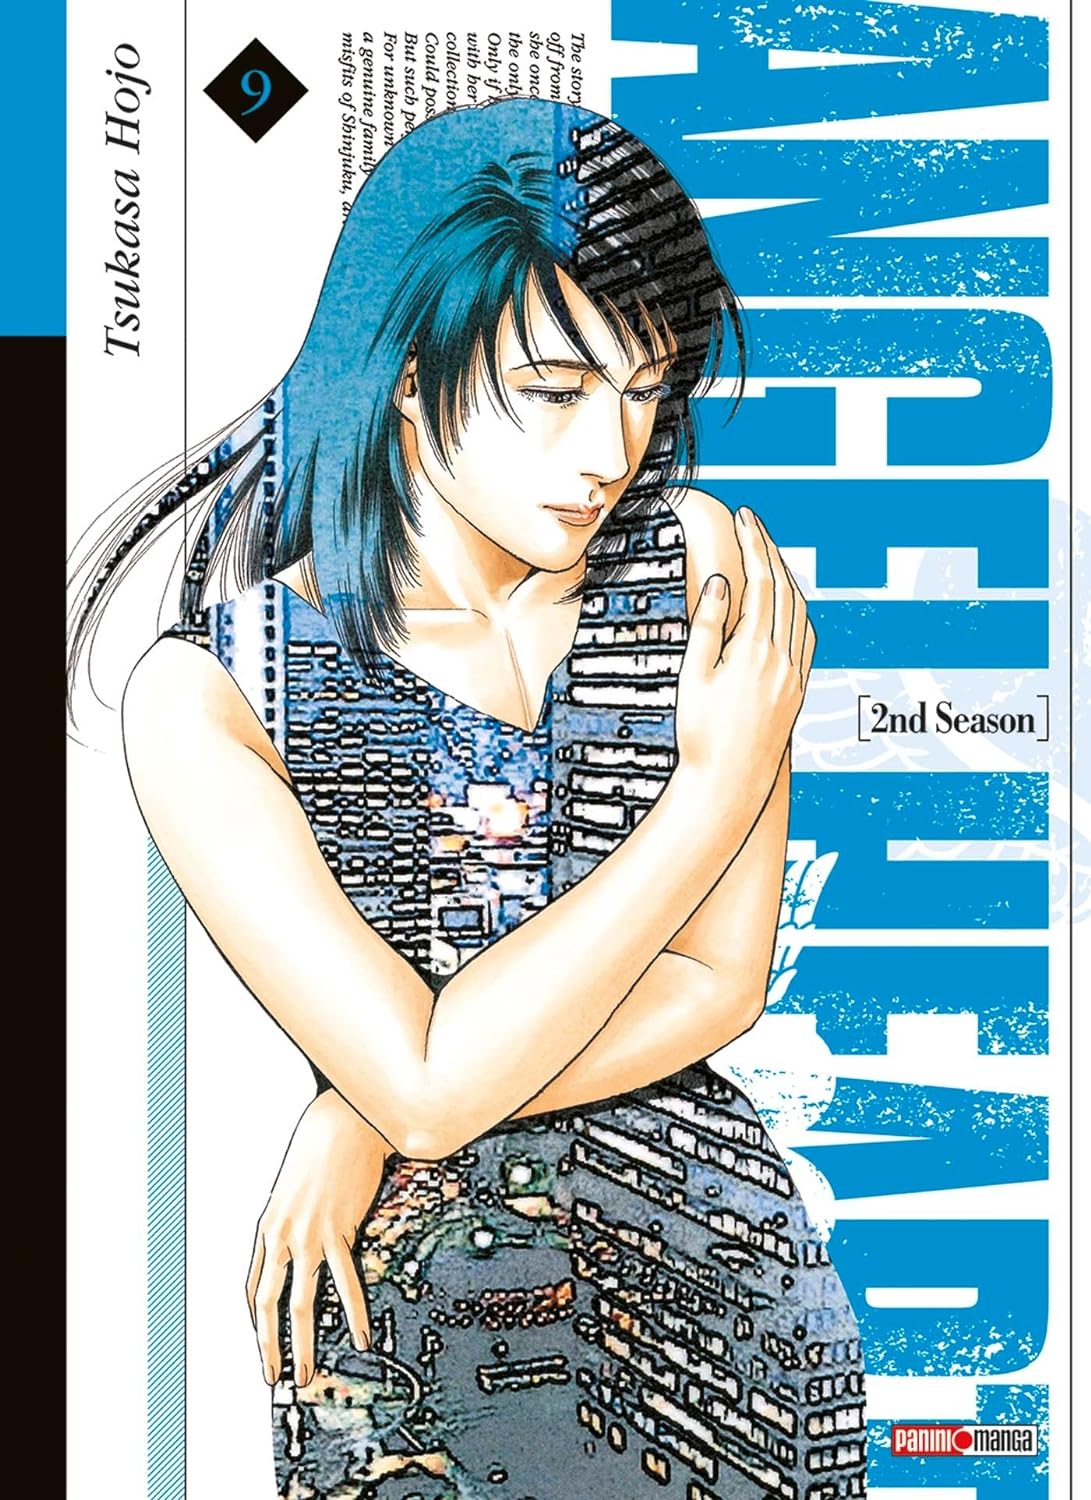 9
Tsukasa Hojo
The story
off from
she once
the only
Only if
with her
collection
Could pos
But such pe
For unknown
a genuine family
misfits of Shinjuku,
ANGEL HEART
[2nd Season]
PANINI MANGA